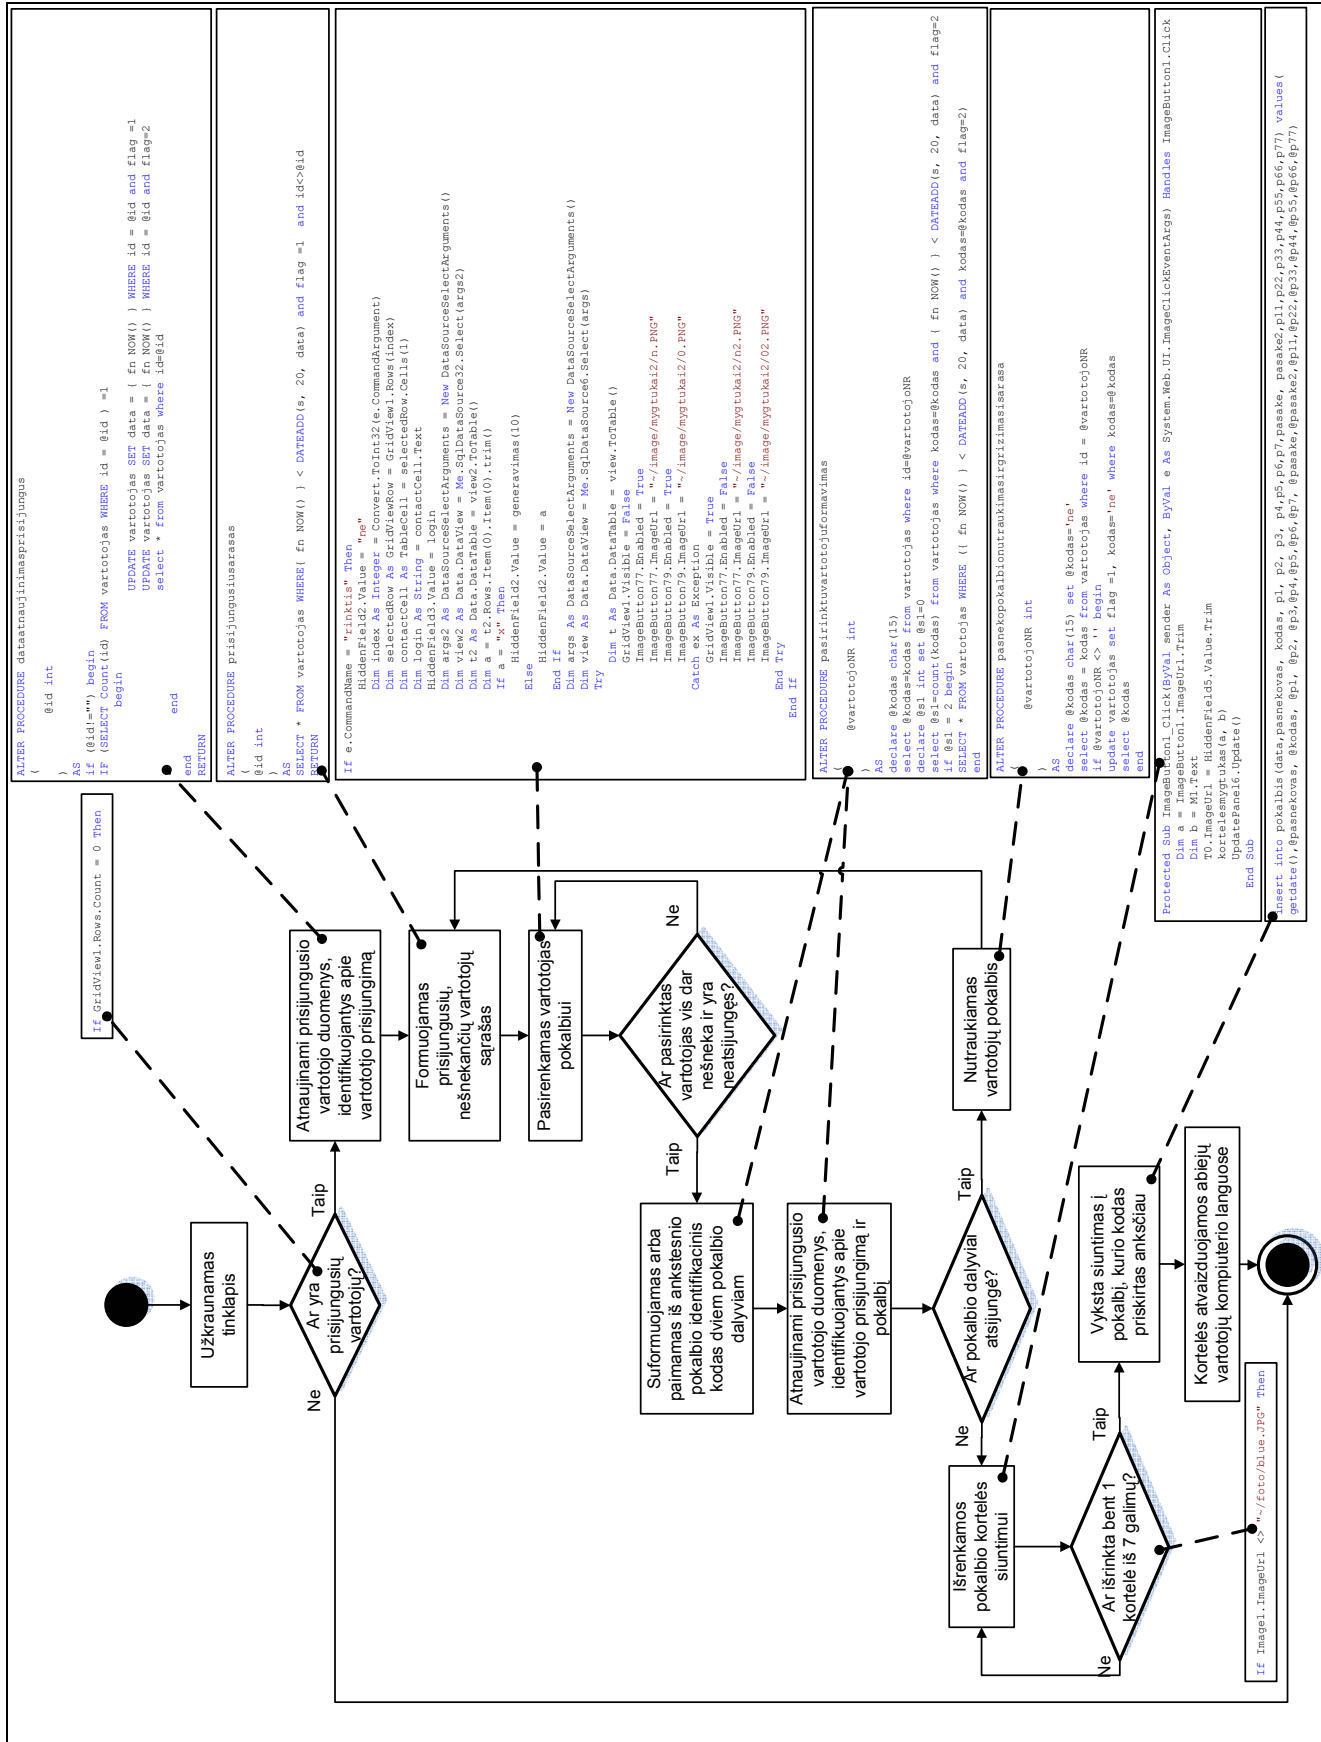 ALTER PROCEDURE dataatnaujinimasprisijungus
(
@id int
)
AS
if (@id!="") begin
IF (SELECT Count(id) FROM vartotojas WHERE id = @id ) =1
begin
UPDATE vartotojas SET data = { fn NOW() } WHERE id = @id and flag =1
UPDATE vartotojas SET data = { fn NOW() } WHERE id = @id and flag=2
select * from vartotojas where id=@id
end
end
RETURN
ALTER PROCEDURE prisijungusiusarasas
(
@id int
)
AS
SELECT * FROM vartotojas WHERE{ fn NOW() } < DATEADD(s, 20, data) and flag =1 and id<>@id
RETURN
If e.CommandName = "rinktis" Then
HiddenField2.Value = "ne"
Dim index As Integer = Convert.ToInt32(e.CommandArgument)
Dim selectedRow As GridViewRow = GridView1.Rows(index)
Dim contactCell As TableCell = selectedRow.Cells(1)
Dim login As String = contactCell.Text
HiddenField3.Value = login
Dim args2 As DataSourceSelectArguments = New DataSourceSelectArguments()
Dim view2 As Data.DataView = Me.SqlDataSource32.Select(args2)
Dim t2 As Data.DataTable = view2.ToTable()
Dim a = t2.Rows.Item(0).Item(0).trim()
If a = "x" Then
HiddenField2.Value = generavimas(10)
Else
HiddenField2.Value = a
End If
Dim args As DataSourceSelectArguments = New DataSourceSelectArguments()
Dim view As Data.DataView = Me.SqlDataSource6.Select(args)
Try
Dim t As Data.DataTable = view.ToTable()
GridView1.Visible = False
ImageButton77.Enabled = True
ImageButton77.ImageUrl = "~/image/mygtukai2/n.PNG"
ImageButton79.Enabled = True
ImageButton79.ImageUrl = "~/image/mygtukai2/0.PNG"
Catch ex As Exception
GridView1.Visible = True
ImageButton77.Enabled = False
ImageButton77.ImageUrl = "~/image/mygtukai2/n2.PNG"
ImageButton79.Enabled = False
ImageButton79.ImageUrl = "~/image/mygtukai2/02.PNG"
End Try
End If
ALTER PROCEDURE pasirinktuvartotojuformavimas
(
@vartotojoNR int
)
AS
declare @kodas char(15)
select @kodas=kodas from vartotojas where id=@vartotojoNR
declare @sl int set @sl=0
select @sl=count(kodas) from vartotojas where kodas=@kodas and { fn NOW() } < DATEADD(s, 20, data) and flag=2
if @sl = 2 begin
SELECT * FROM vartotojas WHERE ({ fn NOW() } < DATEADD(s, 20, data) and kodas=@kodas and flag=2)
end
ALTER PROCEDURE pasnekopokalbionutraukimasirgrizimasisarasa
(
@vartotojoNR int
)
AS
declare @kodas char(15) set @kodas='ne'
select @kodas = kodas from vartotojas where id = @vartotojoNR
if @vartotojoNR <> '' begin
update vartotojas set flag =1, kodas='ne' where kodas=@kodas
select @kodas
end
Protected Sub ImageButton1_Click(ByVal sender As Object, ByVal e As System.Web.UI.ImageClickEventArgs) Handles ImageButton1.Click
Dim a = ImageButton1.ImageUrl.Trim
Dim b = M1.Text
T0.ImageUrl = HiddenField5.Value.Trim
kortelesmygtukas(a, b)
UpdatePanel6.Update()
End Sub
insert into pokalbis(data,pasnekovas, kodas, p1, p2, p3, p4,p5,p6,p7,pasake, pasake2,p11,p22,p33,p44,p55,p66,p77) values(
getdate(),@pasnekovas, @kodas, @p1, @p2, @p3,@p4,@p5,@p6,@p7, @pasake,@pasake2,@p11,@p22,@p33,@p44,@p55,@p66,@p77)
If GridView1.Rows.Count = 0 Then
Užkraunamas
tinklapis
Ar yra
prisijungusių
vartotojų?
Ne
Taip
Atnaujinami prisijungusio
vartotojo duomenys,
identifikuojantys apie
vartototjo prisijungimą
Formuojamas
prisijungusių,
nešnekančių vartotojų
sąrašas
Pasirenkamas vartotojas
pokalbiui
Ar pasirinktas
vartotojas vis dar
nešneka ir yra
neatsijungęs?
Ne
Taip
Suformuojamas arba
paimamas iš ankstesnio
pokalbio identifikacinis
kodas dviem pokalbio
dalyviam
Atnaujinami prisijungusio
vartotojo duomenys,
identifikuojantys apie
vartotojo prisijungimą ir
pokalbį
Ar pokalbio dalyviai
atsijungė?
Taip
Ne
Nutraukiamas
vartotojų pokalbis
Išrenkamos
pokalbio kortelės
siuntimui
Ar išrinkta bent 1
kortelė iš 7 galimų?
Ne
Taip
Vyksta siuntimas į
pokalbį, kurio kodas
priskirtas anksčiau
Kortelės atvaizduojamos abiejų
vartotojų kompiuterio languose
If Image1.ImageUrl <> "~/foto/blue.JPG" Then